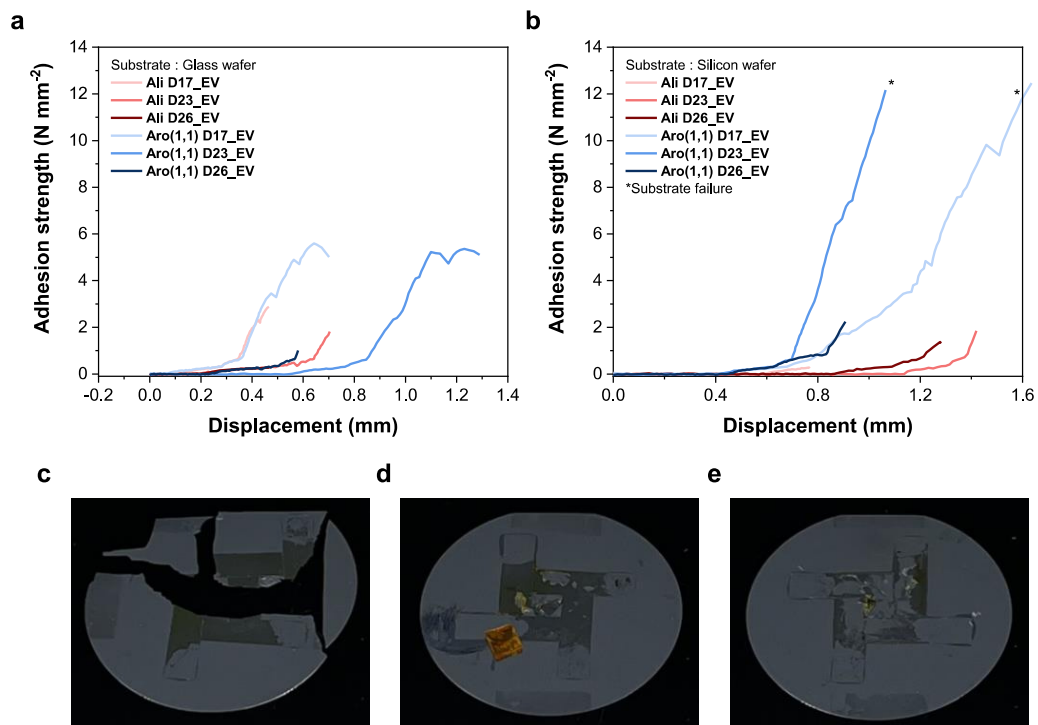 a
Substrate : Glass wafer
Ali D17_EV
Ali D23_EV
Ali D26_EV
Aro(1,1) D17_EV
Aro(1,1) D23_EV
Aro(1,1) D26_EV
Adhesion strength (N mm⁻²)
14
12
10
8
6
4
2
0
−0.2 0.0 0.2 0.4 0.6 0.8 1.0 1.2 1.4
Displacement (mm)
b
Substrate : Silicon wafer
Ali D17_EV
Ali D23_EV
Ali D26_EV
Aro(1,1) D17_EV
Aro(1,1) D23_EV
Aro(1,1) D26_EV
*Substrate failure
*
*
Adhesion strength (N mm⁻²)
14
12
10
8
6
4
2
0
0.0 0.4 0.8 1.2 1.6
Displacement (mm)
c
d
e